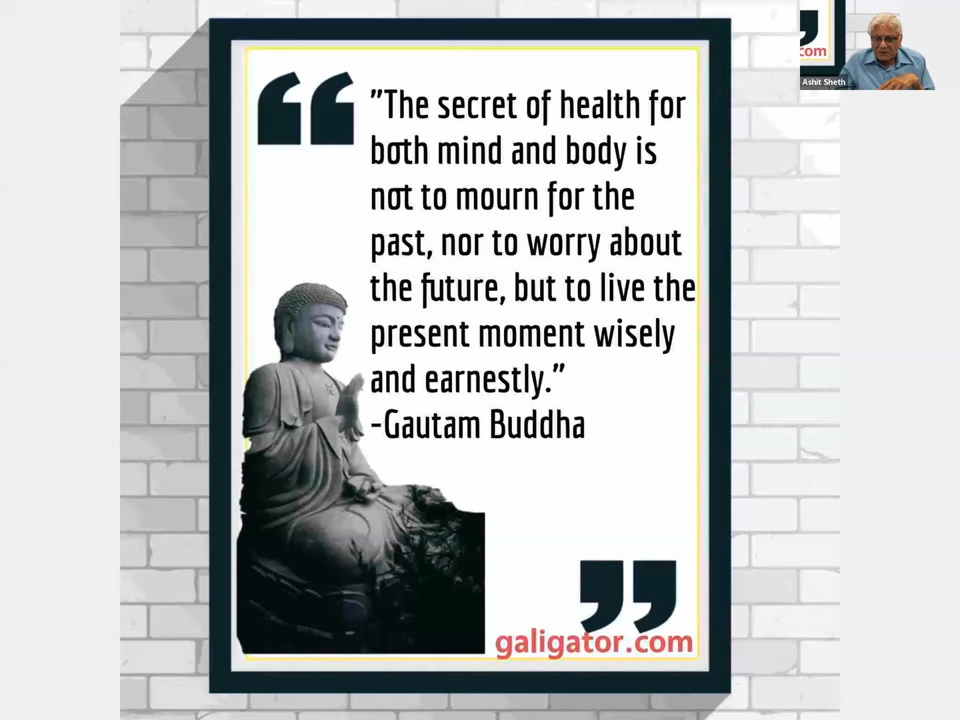 ”The secret of health for
both mind and body is
not to mourn for the
past, nor to worry about
the future, but to live the
present moment wisely
and earnestly.”
-Gautam Buddha
galigator.com
com
Ashit Sheth